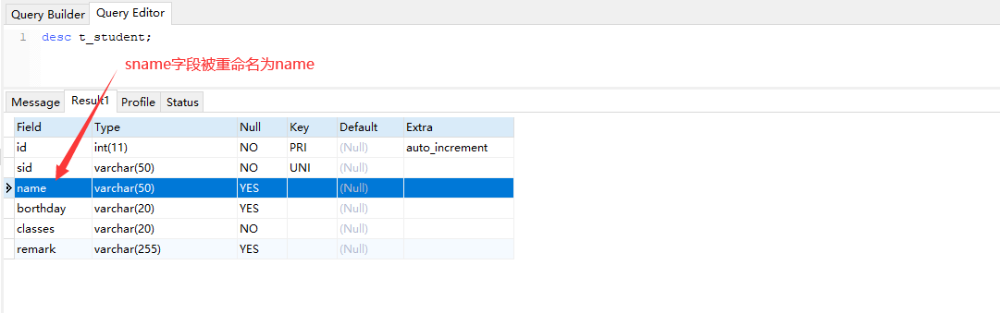 Query Builder Query Editor
1 desc t_student;
sname字段被重命名为name
Message Result1 Profile Status
Field Type Null Key Default Extra
id int(11) NO PRI (Null) auto_increment
sid varchar(50) NO UNI (Null)
name varchar(50) YES (Null)
borthday varchar(20) YES (Null)
classes varchar(20) NO (Null)
remark varchar(255) YES (Null)